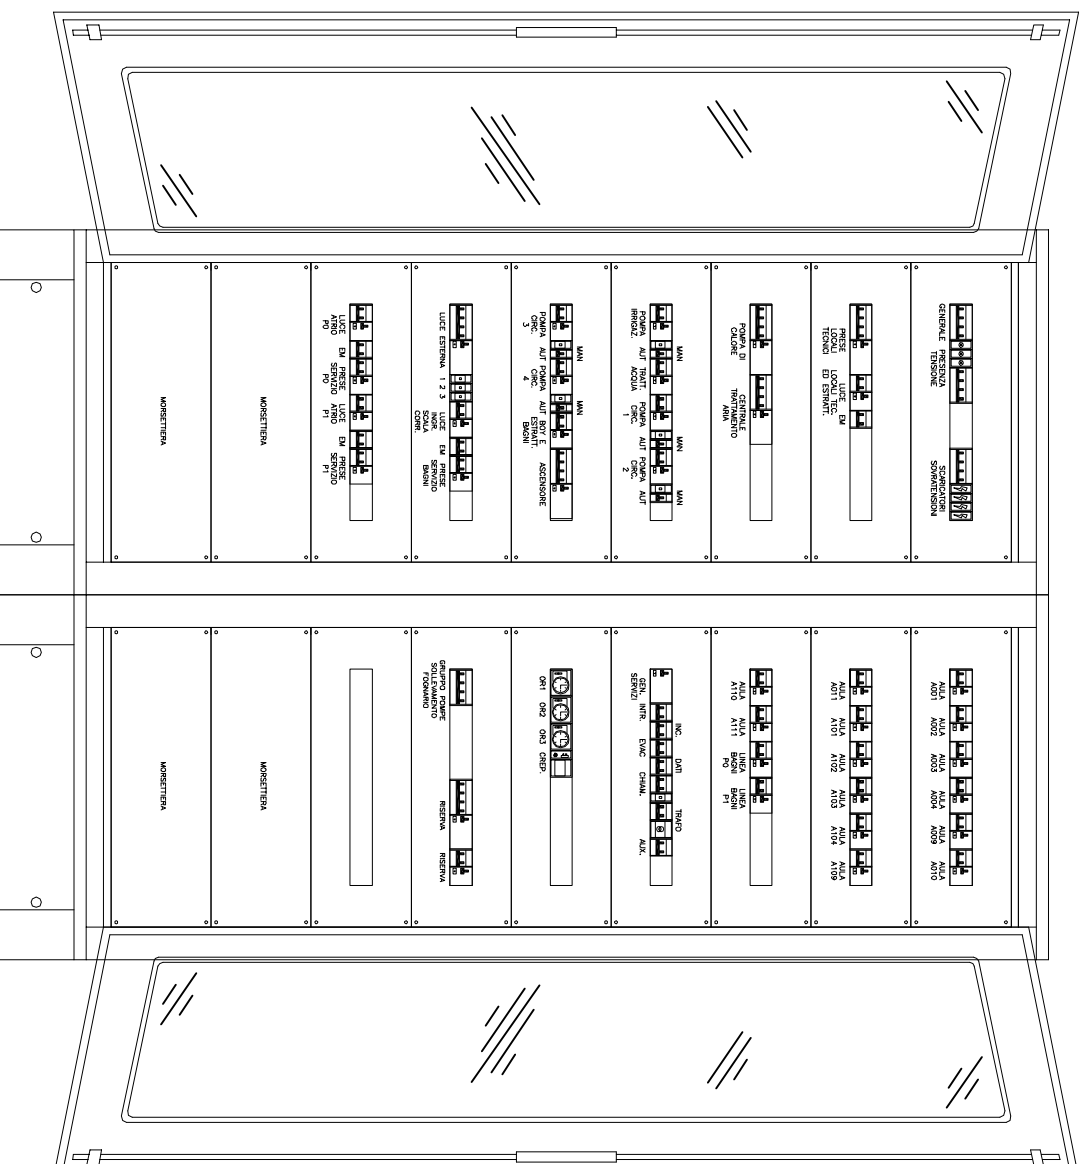 GENERALE
PRESENZA
TENSIONE
SCARICATORI
SOVRATENSIONI
PRESE
LOCALI
TECNICI
LUCE EM
LOCALI TEC.
ED ESTRATT.
POMPA DI
CALORE
CENTRALE
TRATTAMENTO
ARIA
MAN
MAN
MAN
POMPA
IRRIGAZ.
AUT
TRATT.
ACQUA
POMPA
CIRC.
1
AUT
POMPA
CIRC.
2
AUT
MAN
MAN
POMPA
CIRC.
3
AUT
POMPA
CIRC.
4
AUT
BOY E
ESTRATT.
BAGNI
ASCENSORE
LUCE ESTERNA
1 2 3
LUCE
INGR.
SCALA
CORR.
EM
PRESE
SERVIZIO
BAGNI
LUCE
ATRIO
P0
EM
PRESE
SERVIZIO
P0
LUCE
ATRIO
P1
EM
PRESE
SERVIZIO
P1
MORSETTIERA
MORSETTIERA
AULA
A001
AULA
A002
AULA
A003
AULA
A004
AULA
A009
AULA
A010
AULA
A011
AULA
A101
AULA
A102
AULA
A103
AULA
A104
AULA
A109
AULA
A110
AULA
A111
LINEA
BAGNI
P0
LINEA
BAGNI
P1
INC.
DATI
TRAFO
GEN.
SERVIZI
INTR.
EVAC
CHIAM.
AUX.
OR1
OR2
OR3
CREP.
GRUPPO POMPE
SOLLEVAMENTO
FOGNARIO
RISERVA
RISERVA
MORSETTIERA
MORSETTIERA